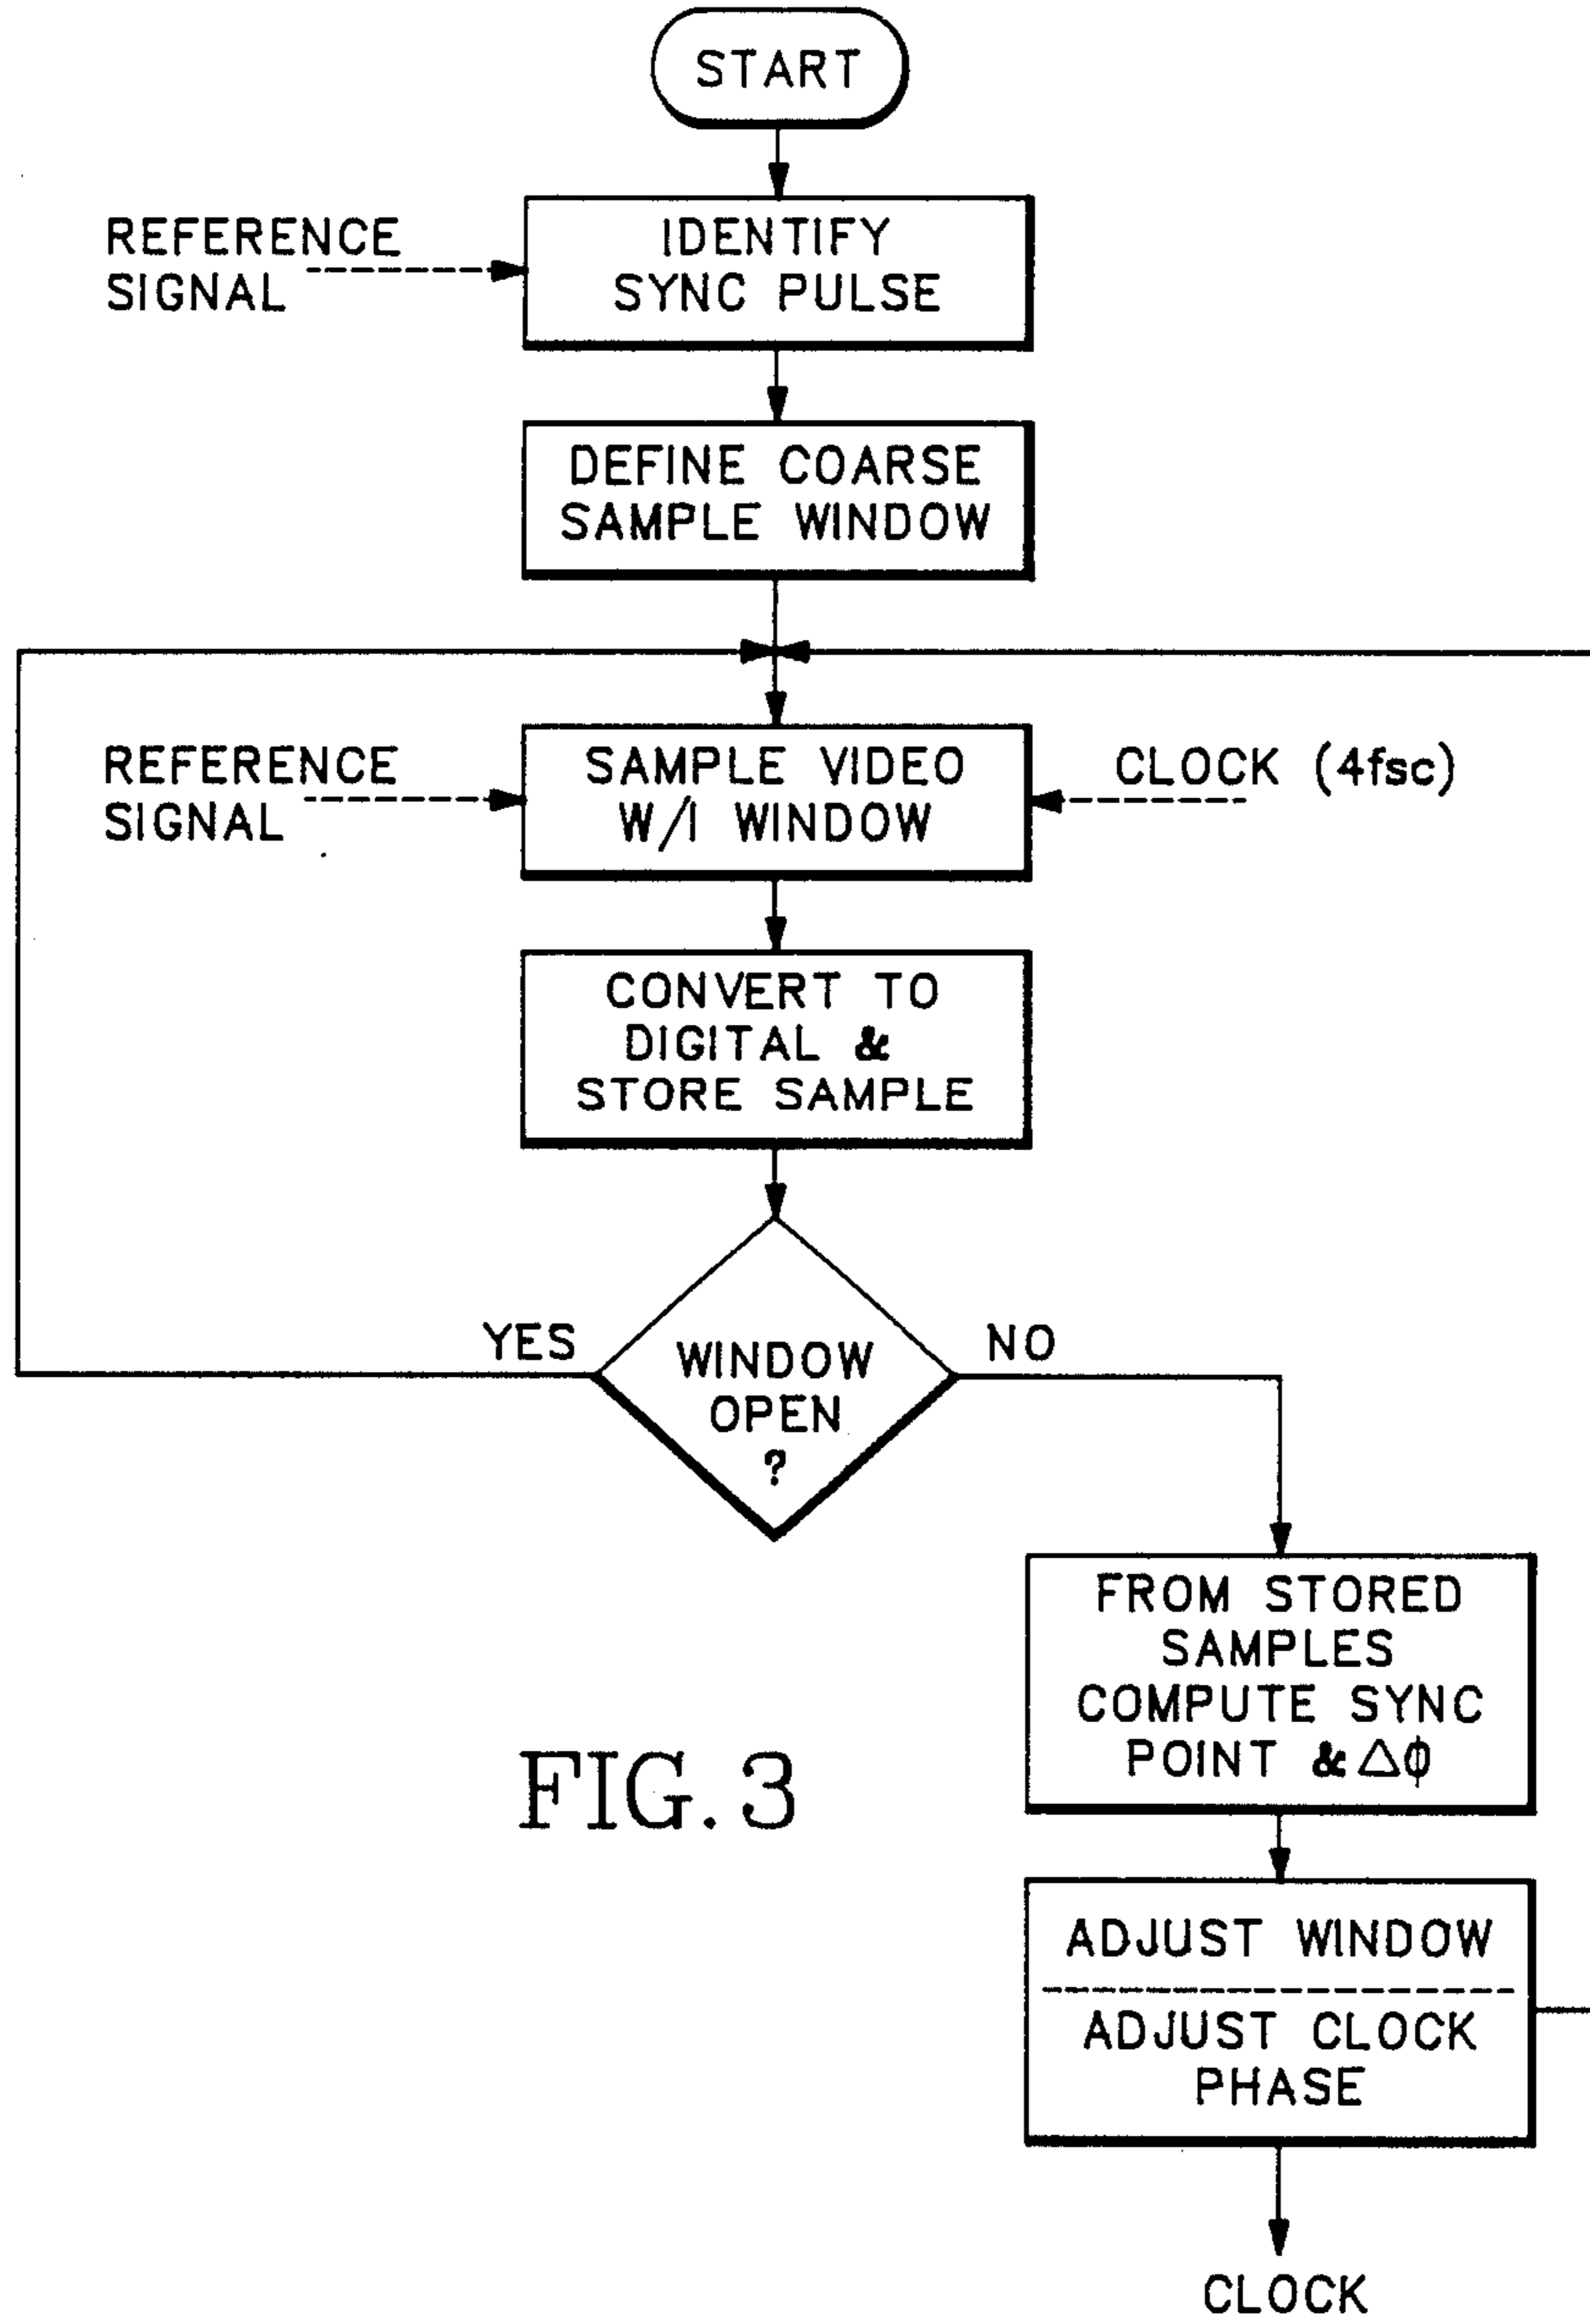 START
REFERENCE
SIGNAL
IDENTIFY
SYNC PULSE
DEFINE COARSE
SAMPLE WINDOW
REFERENCE
SIGNAL
SAMPLE VIDEO
W/I WINDOW
CLOCK (4fsc)
CONVERT TO
DIGITAL &
STORE SAMPLE
YES
WINDOW
OPEN
?
NO
FROM STORED
SAMPLES
COMPUTE SYNC
POINT & △ϕ
FIG. 3
ADJUST WINDOW
ADJUST CLOCK
PHASE
CLOCK